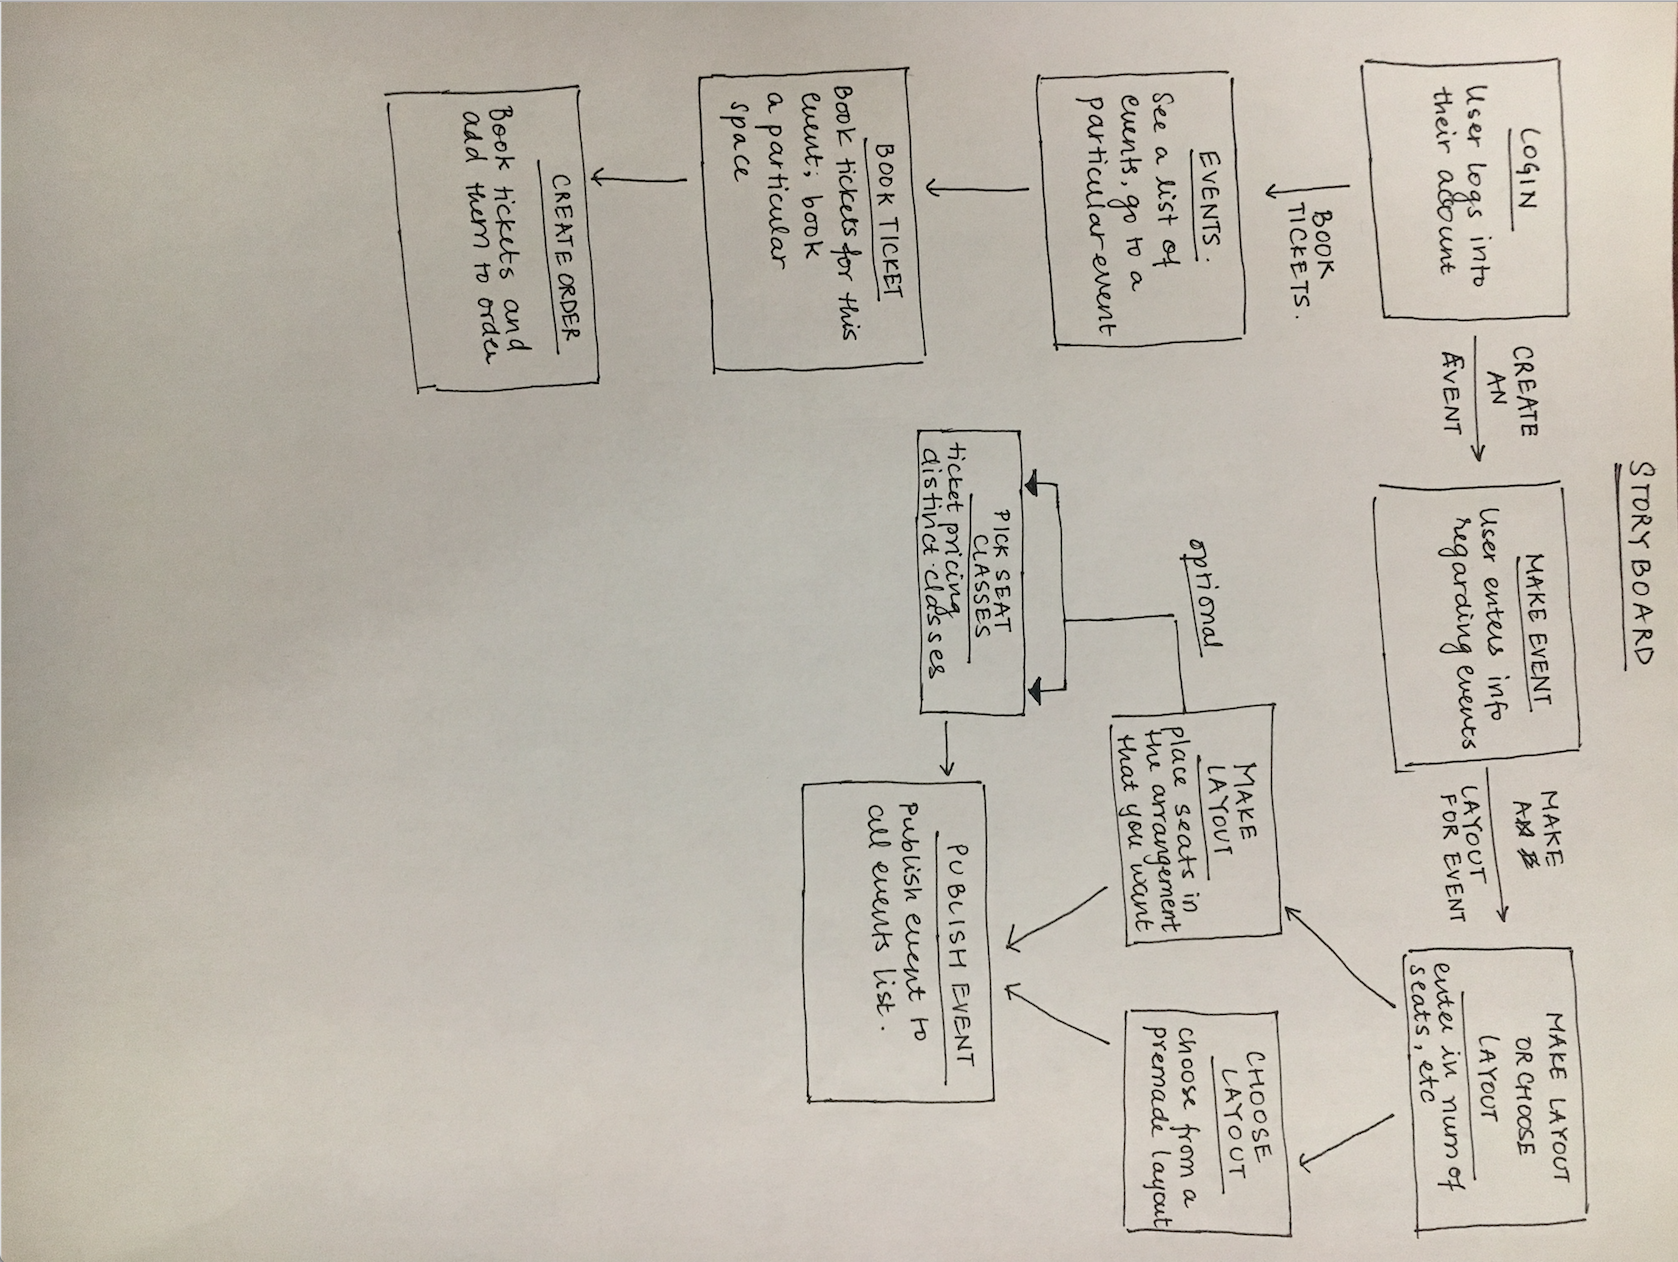 STORYBOARD
LOGIN
User logs into
their account
CREATE
AN
EVENT
MAKE EVENT
User enters info
regarding events
MAKE
A
LAYOUT
FOR EVENT
MAKE LAYOUT
OR CHOOSE
LAYOUT
enter in num of
seats, etc
BOOK
TICKETS.
EVENTS.
See a list of
events, go to a
particular event
optional
MAKE
LAYOUT
place seats in
the arrangement
that you want
CHOOSE
LAYOUT
choose from a
premade layout
BOOK TICKET
Book tickets for this
event; book
a particular
space
PICK SEAT
CLASSES
ticket pricing
distinct classes
PUBLISH EVENT
Publish event to
all events list.
CREATE ORDER
Book tickets and
add them to order